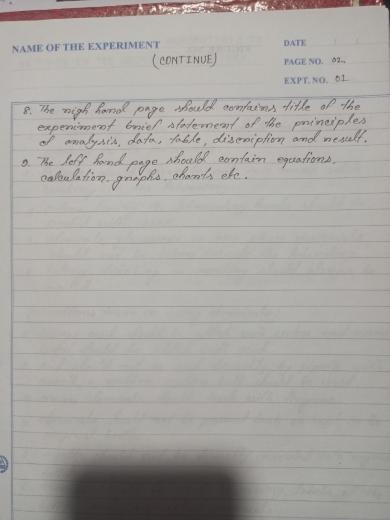 NAME OF THE EXPERIMENT
DATE
(CONTINUE)
PAGE NO. 02.
EXPT. NO. 01
8. The righ hand page should contains title of the
experiment brief statement of the principles
of analysis, data, table, discription and result.
9. The left hand page should contain equations,
calculation, graphs, charts etc.